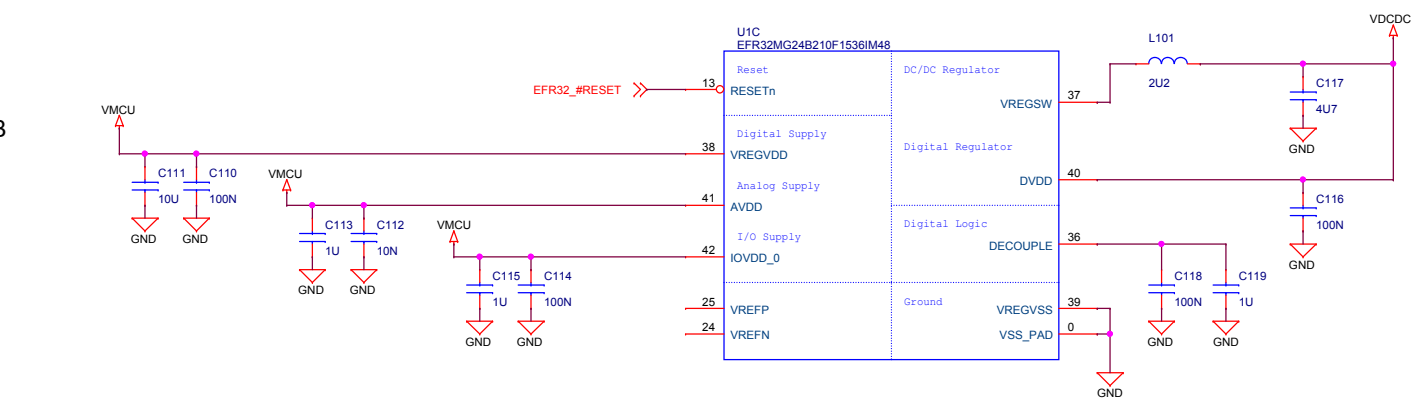 VDCDC
U1C
EFR32MG24B210F1536IM48
L101
2U2
Reset
DC/DC Regulator
EFR32_#RESET
13
RESETn
37
VREGSW
C117
4U7
GND
B
VMCU
Digital Supply
Digital Regulator
38
VREGVDD
C111
10U
C110
100N
GND
GND
VMCU
Analog Supply
40
DVDD
41
AVDD
C116
100N
GND
C113
1U
C112
10N
GND
GND
VMCU
I/O Supply
Digital Logic
42
IOVDD_0
36
DECOUPLE
C115
1U
C114
100N
GND
GND
C118
100N
C119
1U
GND
GND
25
VREFP
Ground
39
VREGVSS
24
VREFN
0
VSS_PAD
GND